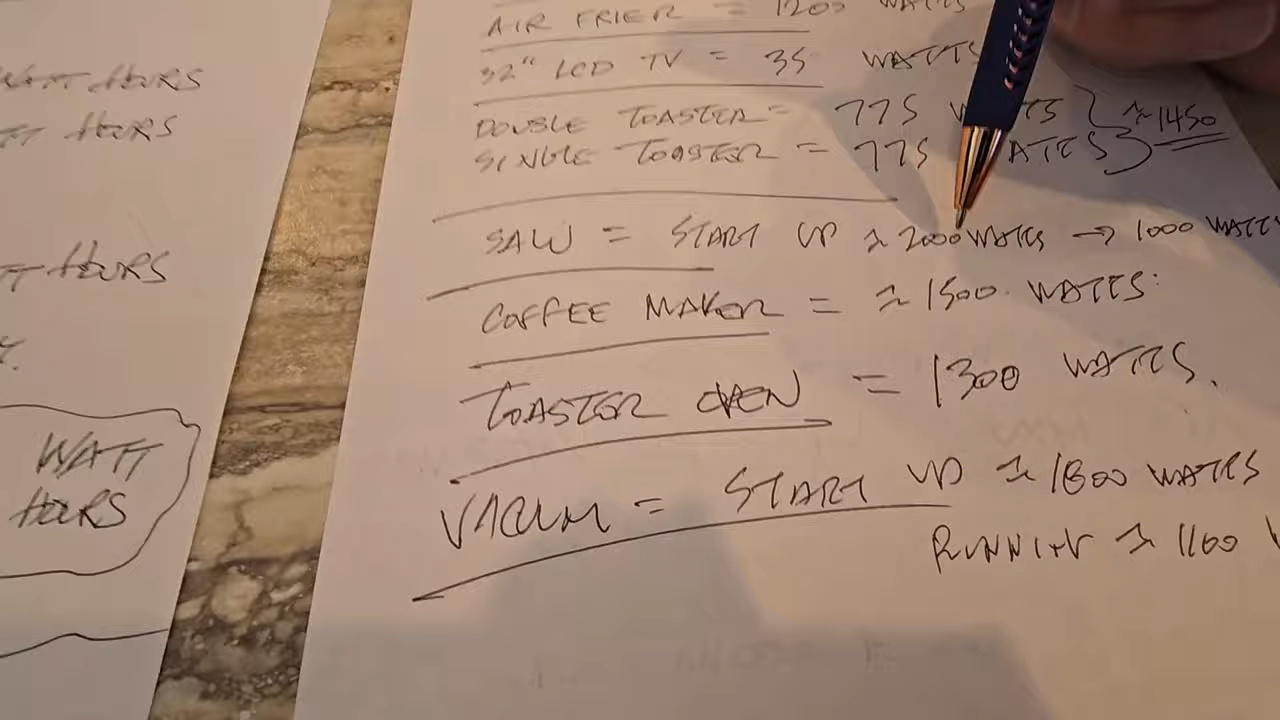 WATT HOURS
HOURS
HOURS
WATT
HOURS
AIR FRIER = 1200 WATTS
32" LCD TV = 35 WATTS
DOUBLE TOASTER = 775 WATTS
SINGLE TOASTER = 775 WATTS
≈ 1450
SAW = START UP ≈ 2000 WATTS → 1000 WATTS
COFFEE MAKER = ≈ 1500 WATTS
TOASTER OVEN = 1300 WATTS.
VACUUM = START UP ≈ 1800 WATTS
RUNNING ≈ 1100